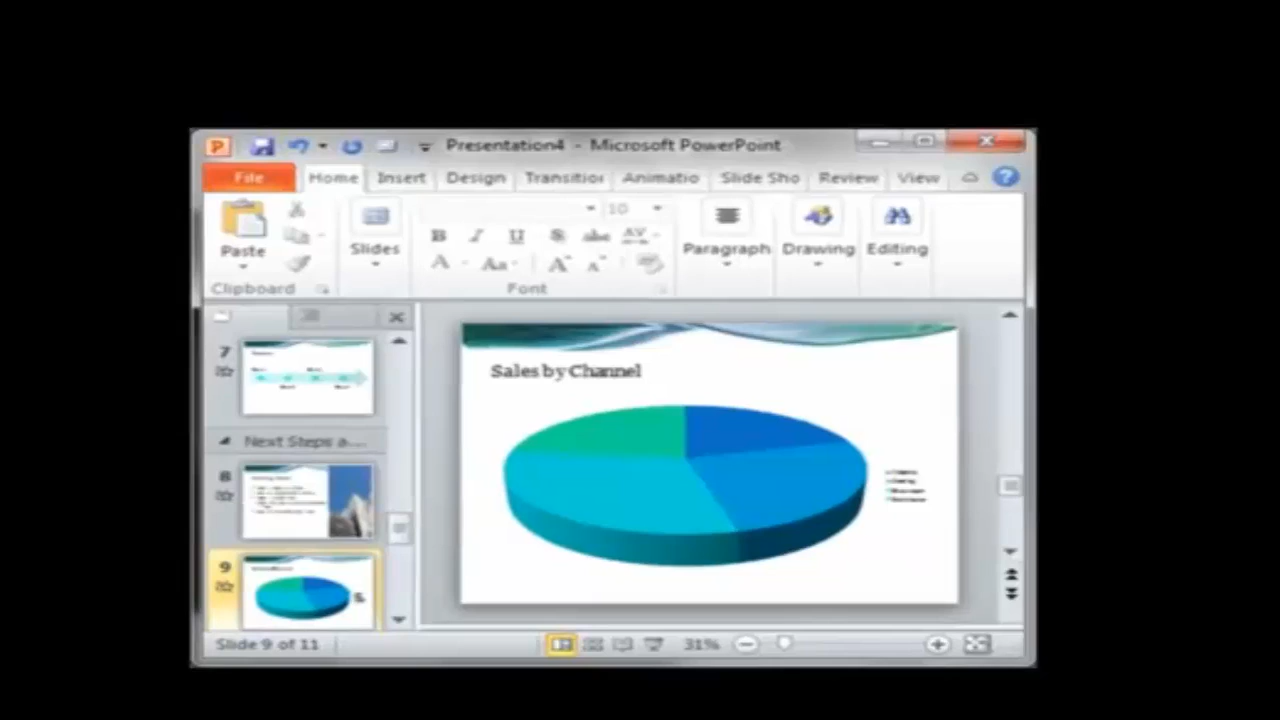 Presentation4 - Microsoft PowerPoint
File Home Insert Design Transition Animatio Slide Sho Review View
10
Paste Slides Paragraph Drawing Editing
Clipboard Font
7
Next Steps a...
8
9
Sales by Channel
Slide 9 of 11 31%